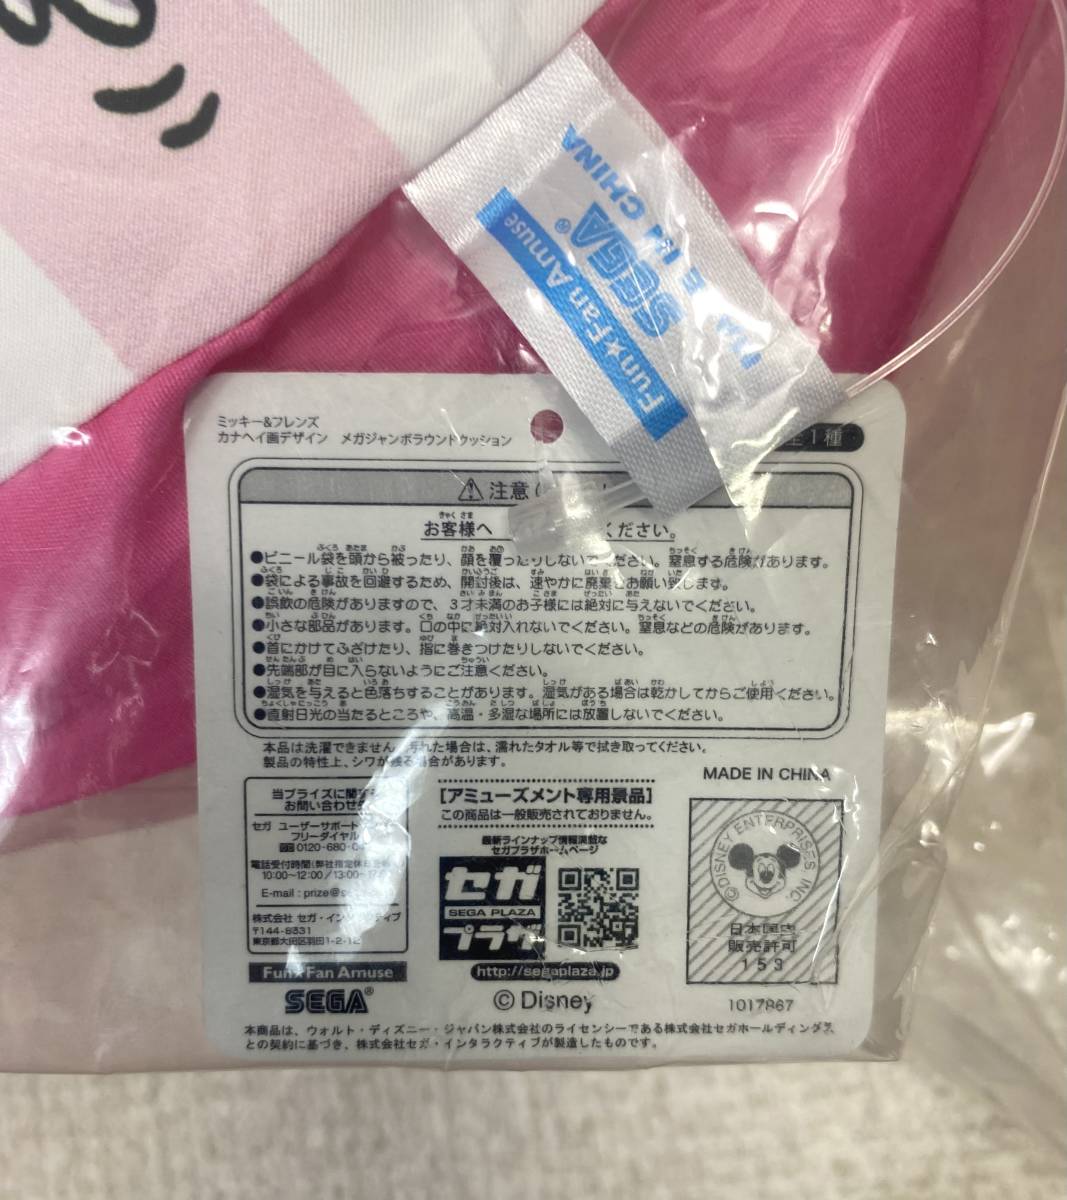 Fun★Fan Amuse
SEGA®
E IN CHINA
ミッキー&フレンズ
カナヘイ画デザイン メガジャンボラウンドクッション
全1種
注意
お客様へ ください。
●ビニール袋を頭から被ったり、顔を覆ったりしないでください。窒息する危険があります。
●袋による事故を回避するため、開封後は、速やかに廃棄をお願い致します。
●誤飲の危険がありますので、3才未満のお子様には絶対に与えないでください。
●小さな部品があります。口の中に絶対入れないでください。窒息などの危険があります。
●首にかけてふざけたり、指に巻きつけたりしないでください。
●先端部が目に入らないようにご注意ください。
●湿気を与えると色落ちすることがあります。湿気がある場合は乾かしてからご使用ください。
●直射日光の当たるところや、高温・多湿な場所には放置しないでください。
本品は洗濯できません。汚れた場合は、濡れたタオル等で拭き取ってください。
製品の特性上、シワが残る場合があります。
MADE IN CHINA
当プライズに関する
お問い合わせ先
セガ ユーザーサポート
フリーダイヤル
0120-680-
電話受付時間(弊社指定休日を除く)
10:00~12:00/13:00~17:
E-mail : prize@
株式会社 セガ・インタラクティブ
〒144-8531
東京都大田区羽田1-2-12
Fun★Fan Amuse
SEGA®
[アミューズメント専用景品]
この商品は一般販売されておりません。
最新ラインナップ情報満載な
セガプラザホームページ
セガ
SEGA PLAZA
プラザ
http://segaplaza.jp
© Disney
©DISNEY ENTERPRISES, INC.
日本国内
販売許可
153
1017867
本商品は、ウォルト・ディズニー・ジャパン株式会社のライセンシーである株式会社セガホールディングス
との契約に基づき、株式会社セガ・インタラクティブが製造したものです。